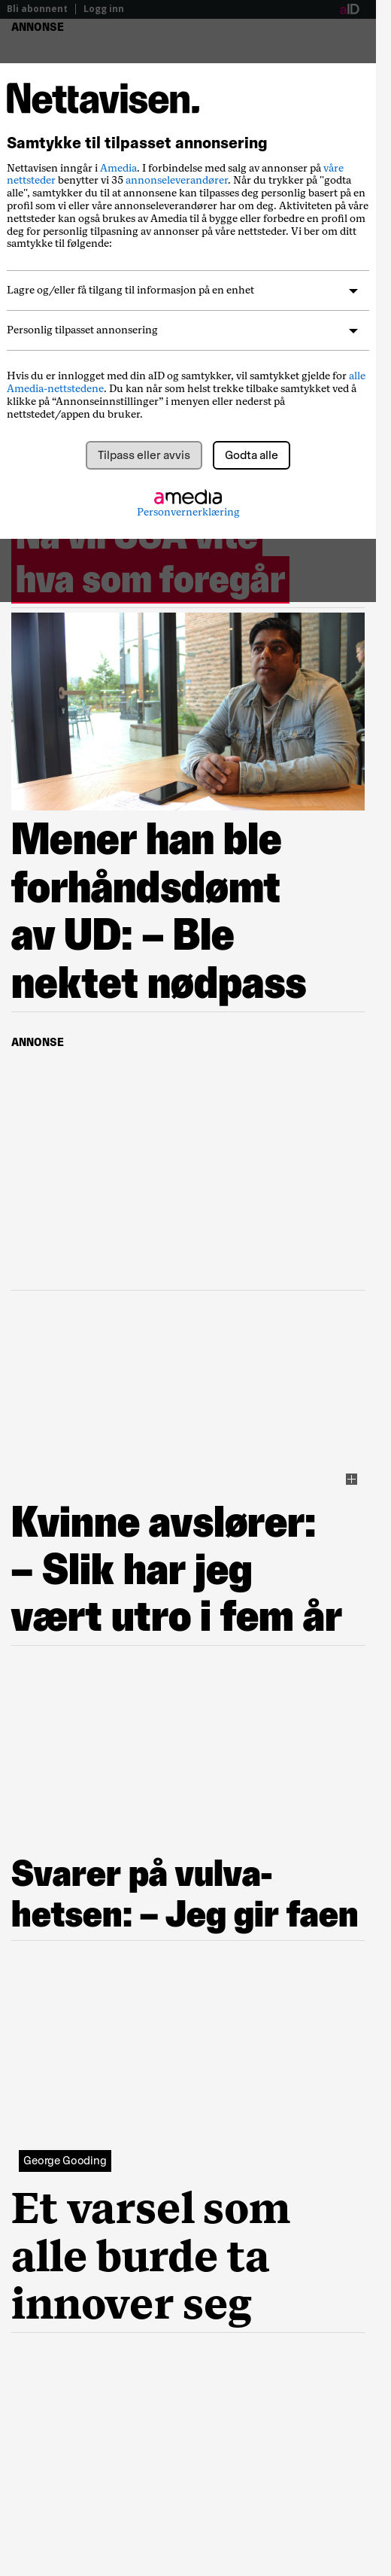 Bli abonnent | Logg inn
aID
ANNONSE
Nettavisen.
Samtykke til tilpasset annonsering
Nettavisen inngår i Amedia. I forbindelse med salg av annonser på våre
nettsteder benytter vi 35 annonseleverandører. Når du trykker på "godta
alle", samtykker du til at annonsene kan tilpasses deg personlig basert på en
profil som vi eller våre annonseleverandører har om deg. Aktiviteten på våre
nettsteder kan også brukes av Amedia til å bygge eller forbedre en profil om
deg for personlig tilpasning av annonser på våre nettsteder. Vi ber om ditt
samtykke til følgende:
Lagre og/eller få tilgang til informasjon på en enhet
Personlig tilpasset annonsering
Hvis du er innlogget med din aID og samtykker, vil samtykket gjelde for alle
Amedia-nettstedene. Du kan når som helst trekke tilbake samtykket ved å
klikke på “Annonseinnstillinger” i menyen eller nederst på
nettstedet/appen du bruker.
Tilpass eller avvis
Godta alle
amedia
Personvernerklæring
Nå vil USA vite
hva som foregår
Mener han ble
forhåndsdømt
av UD: – Ble
nektet nødpass
ANNONSE
Kvinne avslører:
– Slik har jeg
vært utro i fem år
Svarer på vulva-
hetsen: – Jeg gir faen
George Gooding
Et varsel som
alle burde ta
innover seg